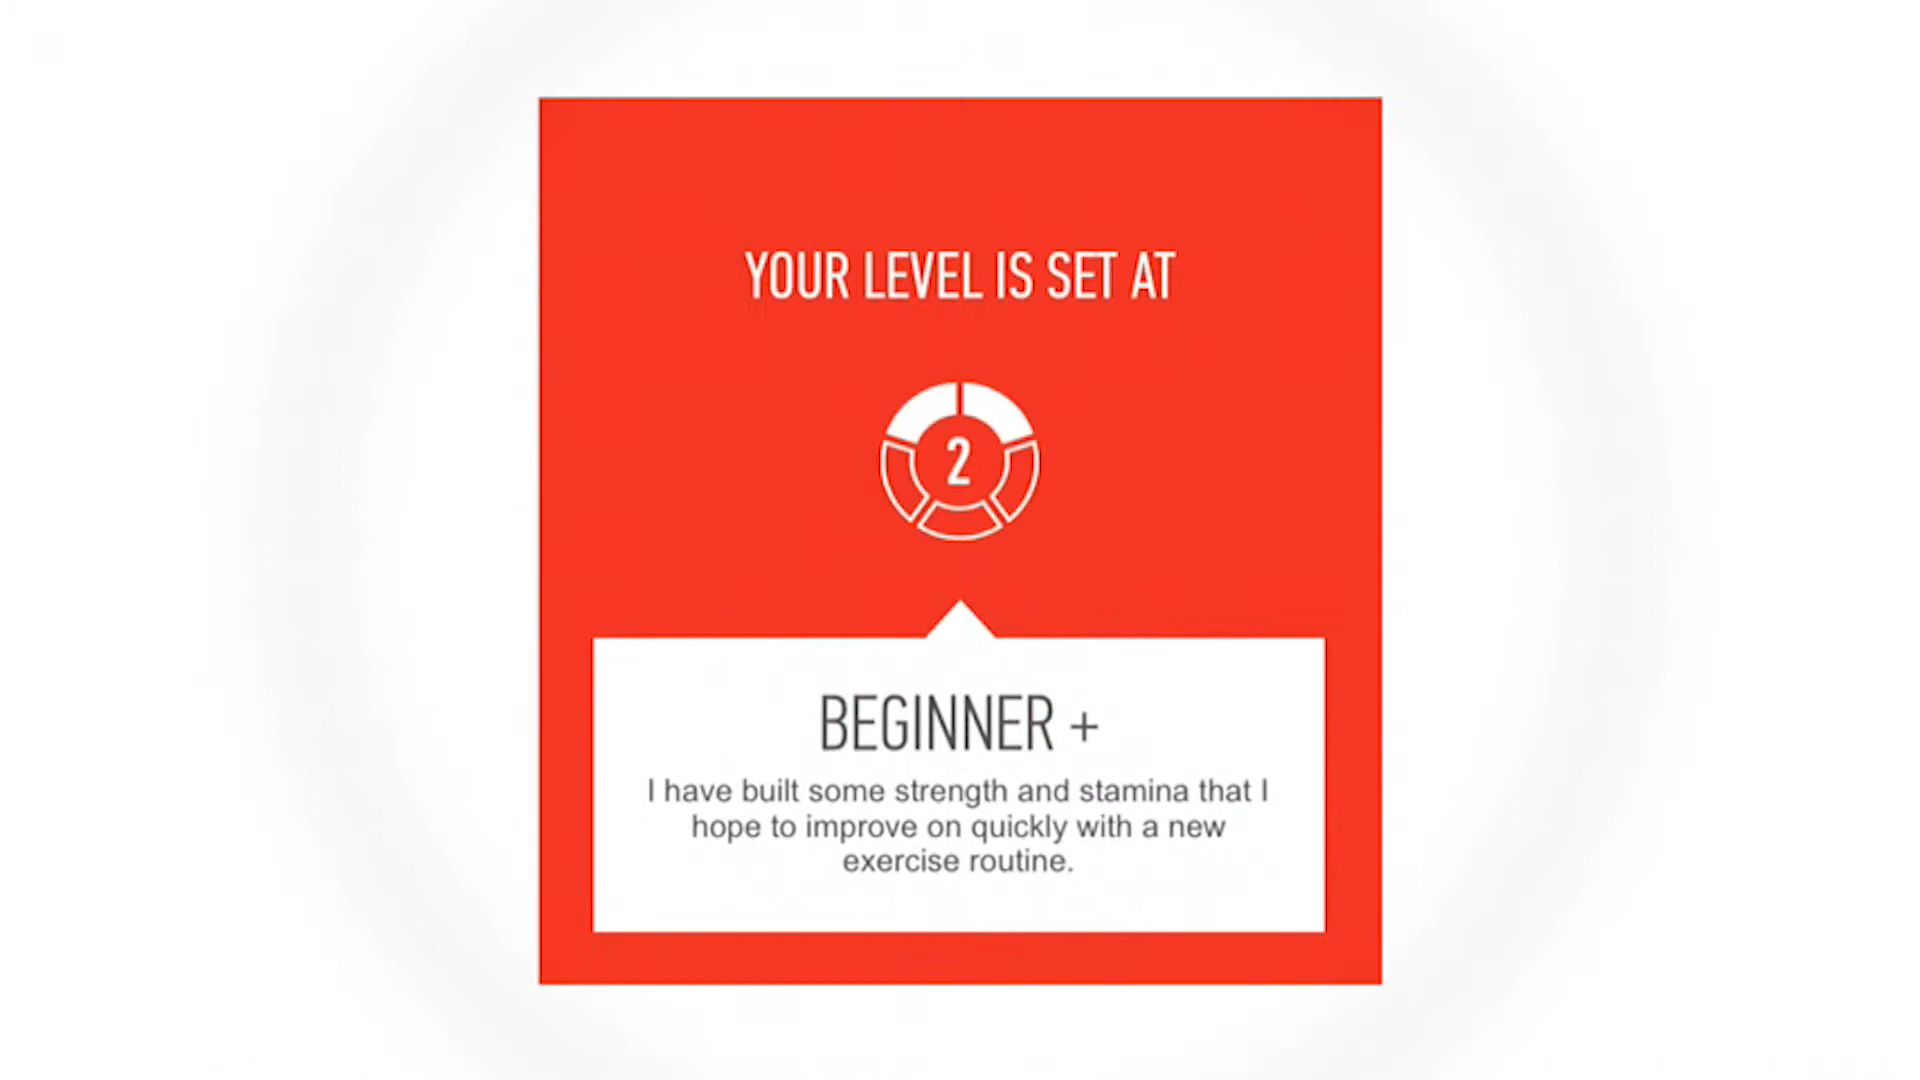 YOUR LEVEL IS SET AT
2
BEGINNER +
I have built some strength and stamina that I
hope to improve on quickly with a new
exercise routine.